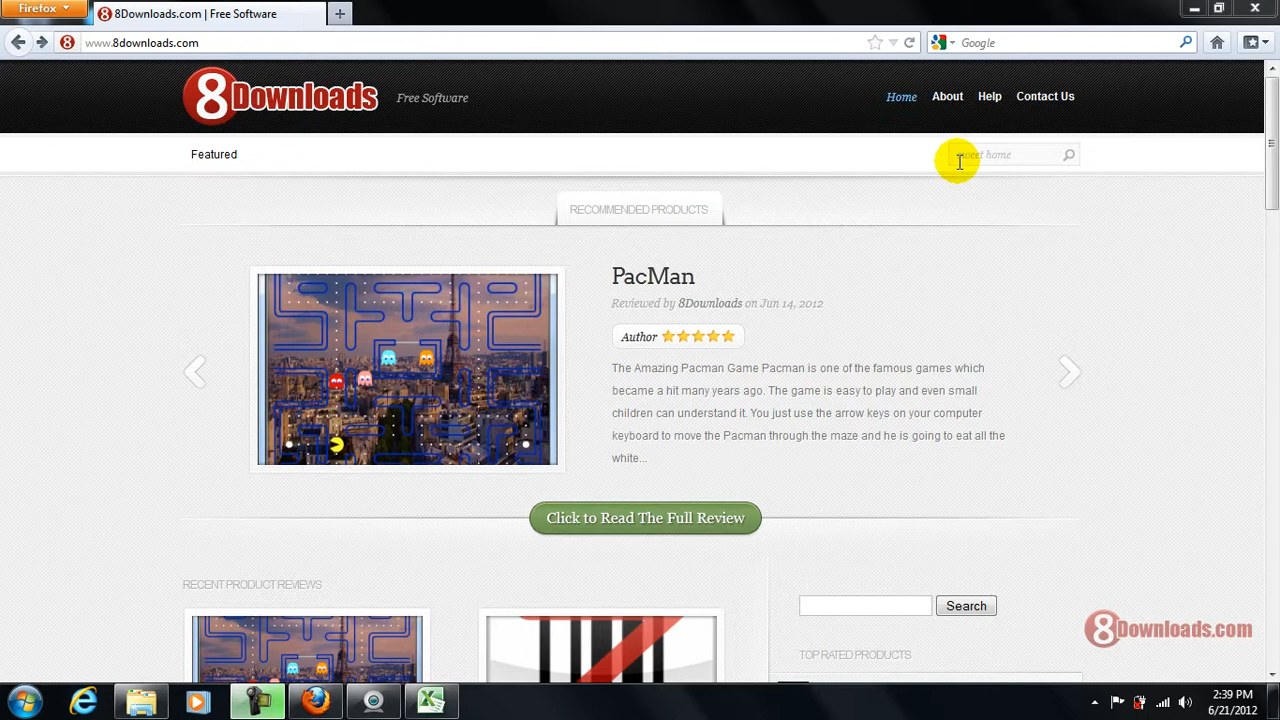 Firefox
8Downloads.com | Free Software
www.8downloads.com
Google
8Downloads
Free Software
Home
About
Help
Contact Us
Featured
home
RECOMMENDED PRODUCTS
PacMan
Reviewed by 8Downloads on Jun 14, 2012
Author
The Amazing Pacman Game Pacman is one of the famous games which
became a hit many years ago. The game is easy to play and even small
children can understand it. You just use the arrow keys on your computer
keyboard to move the Pacman through the maze and he is going to eat all the
white...
Click to Read The Full Review
RECENT PRODUCT REVIEWS
Search
8Downloads.com
TOP RATED PRODUCTS
2:39 PM
6/21/2012